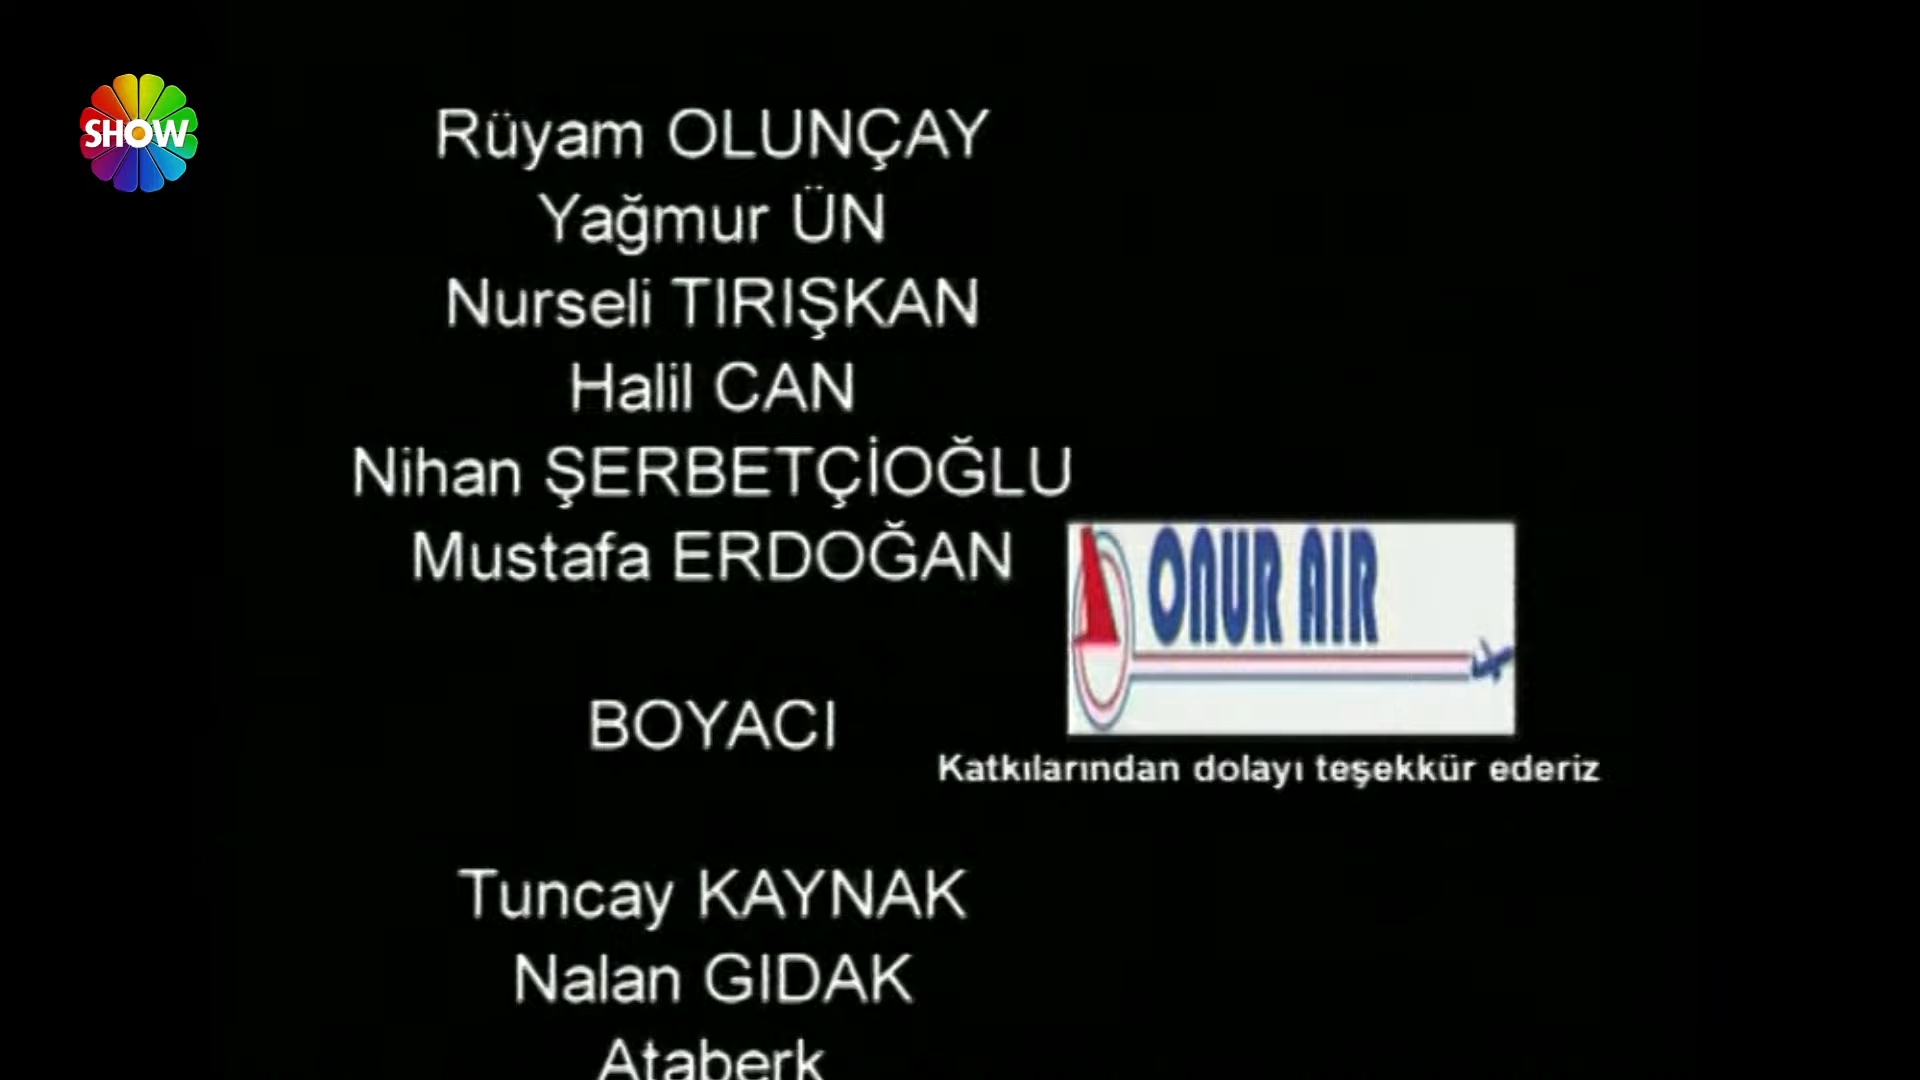 SHOW
Rüyam OLUNÇAY
Yağmur ÜN
Nurseli TIRIŞKAN
Halil CAN
Nihan ŞERBETÇİOĞLU
Mustafa ERDOĞAN
ONUR AIR
BOYACI
Katkılarından dolayı teşekkür ederiz
Tuncay KAYNAK
Nalan GIDAK
Ataberk